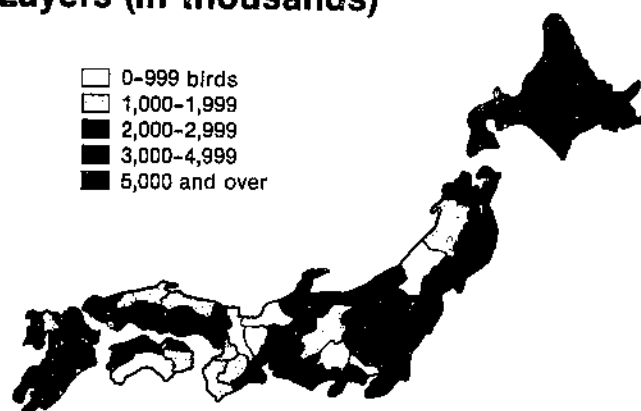 Layers (in thousands)
0-999 birds
1,000-1,999
2,000-2,999
3,000-4,999
5,000 and over